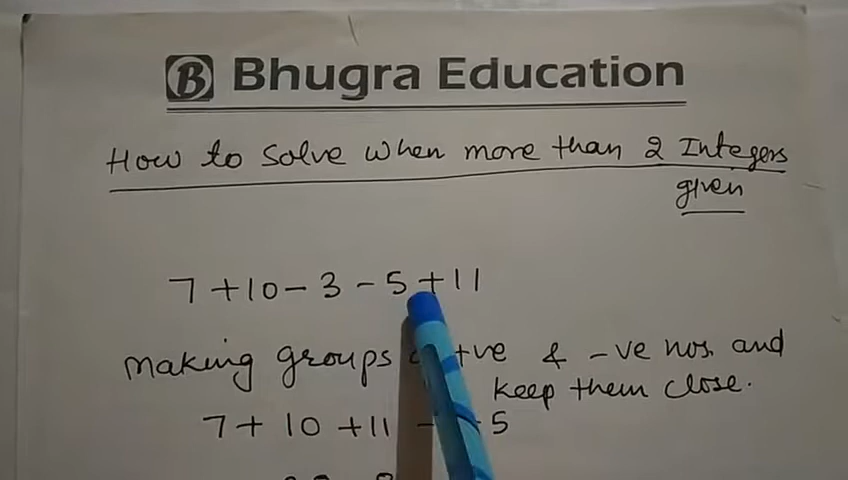 B Bhugra Education
How to solve when more than 2 Integers
given
7 + 10 - 3 - 5 + 11
Making groups +ve & -ve nos. and
keep them close.
7 + 10 + 11 - 5